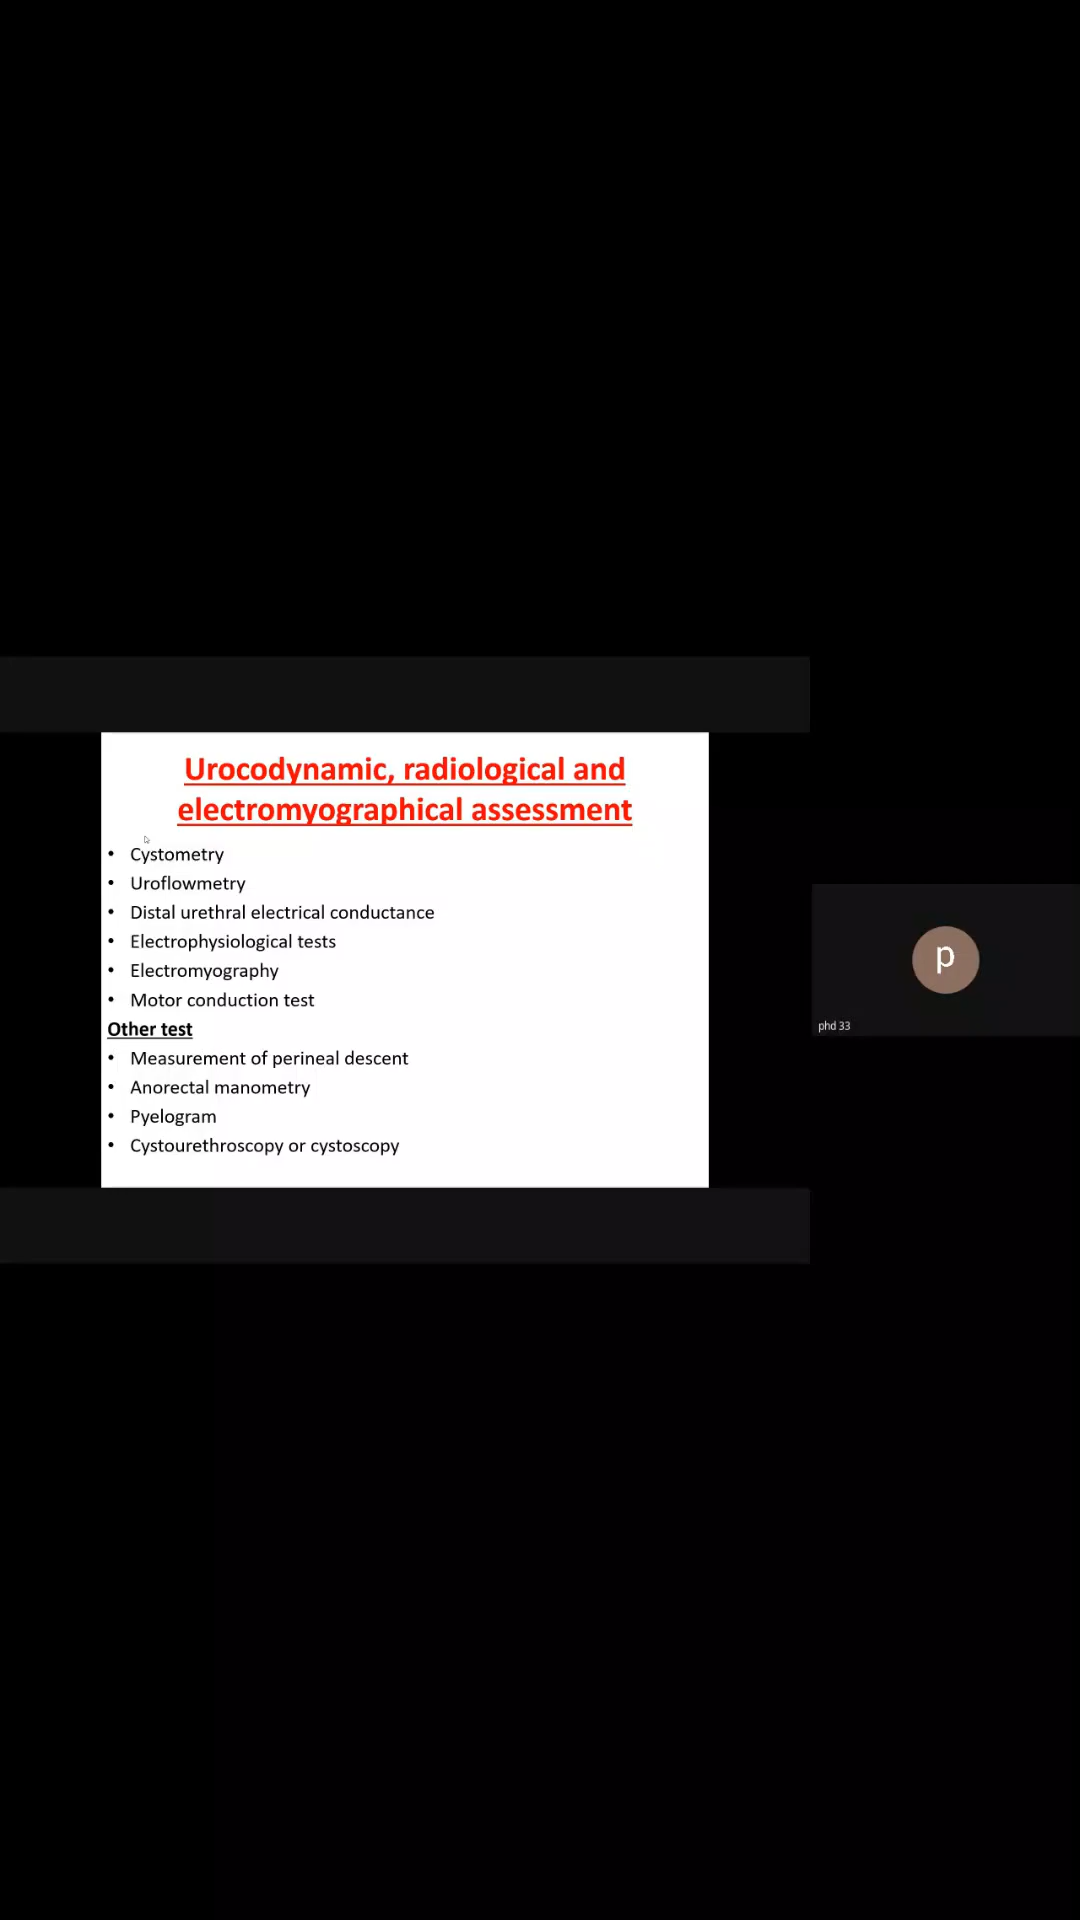 Urocodynamic, radiological and
electromyographical assessment
• Cystometry
• Uroflowmetry
• Distal urethral electrical conductance
• Electrophysiological tests
• Electromyography
• Motor conduction test
Other test
• Measurement of perineal descent
• Anorectal manometry
• Pyelogram
• Cystourethroscopy or cystoscopy
p
phd 33